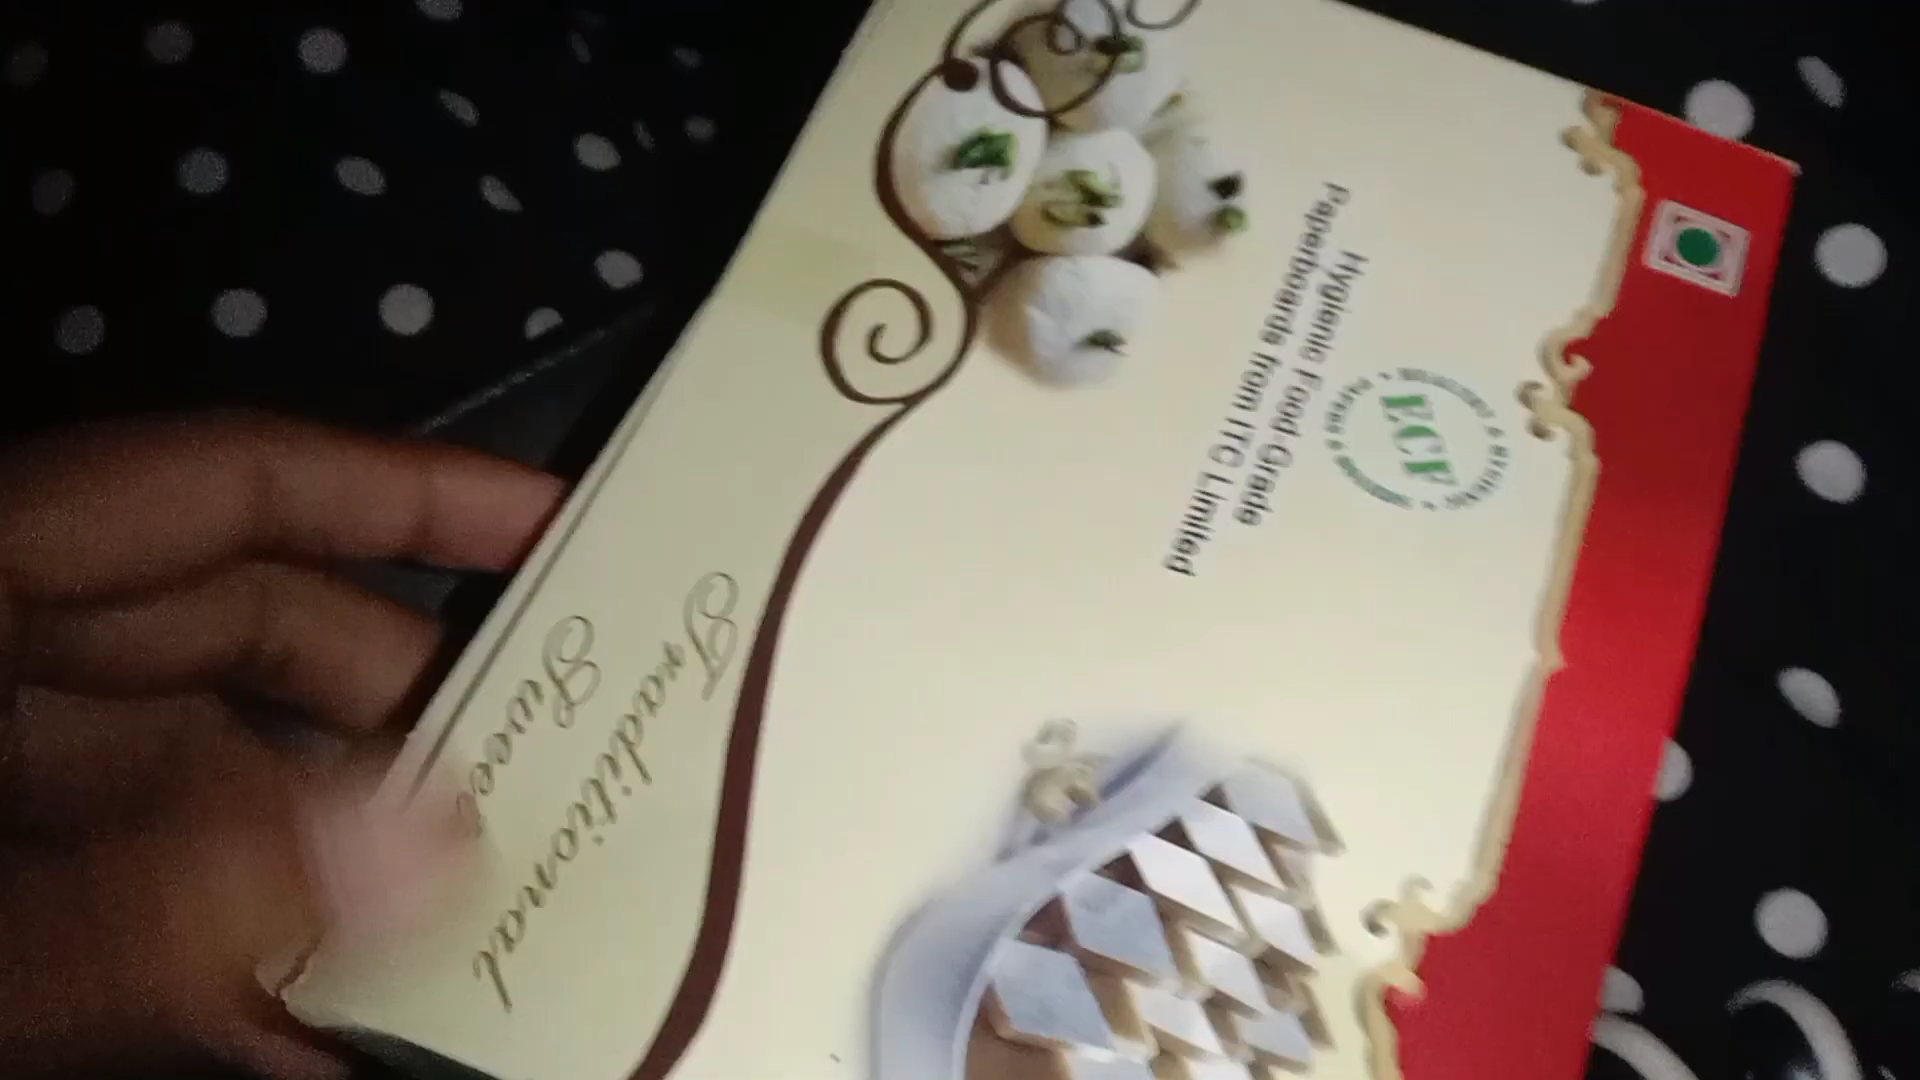 ECF
Hygienic Food-Grade
Paperboards from ITC Limited
Traditional
Sweet